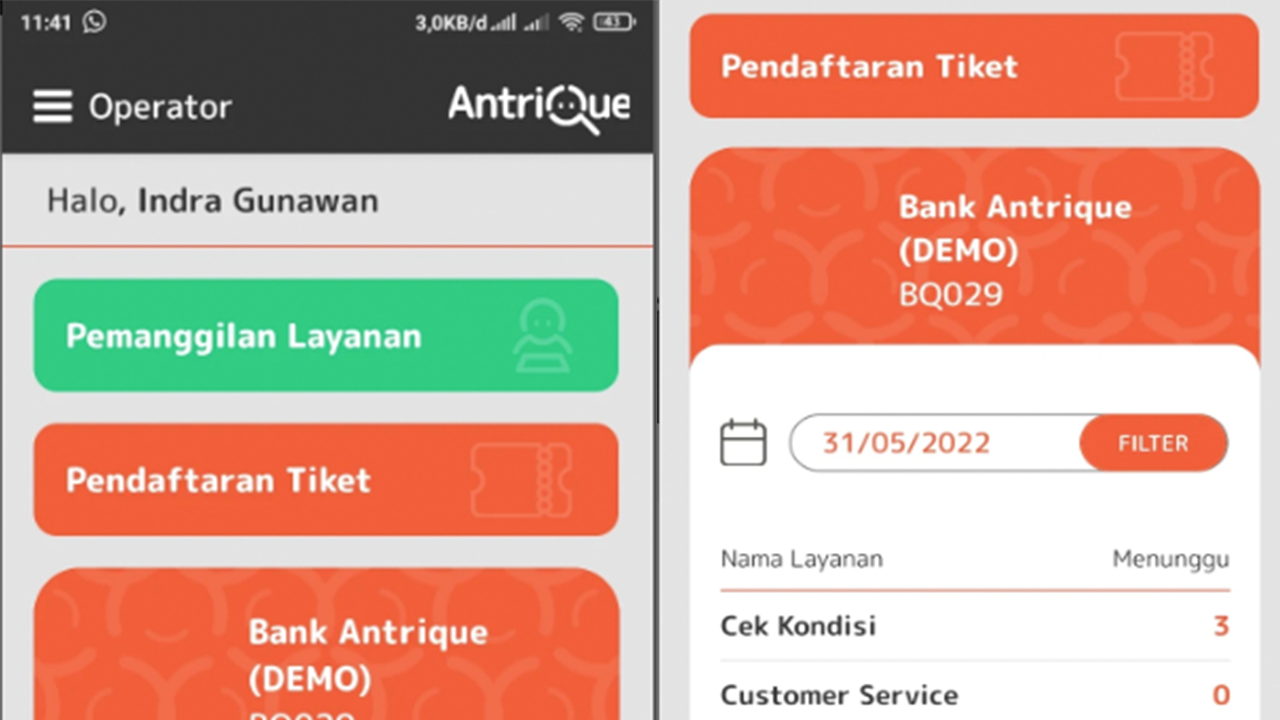 11:41
3,0KB/d
43
Operator
AntriQue
Halo, Indra Gunawan
Pemanggilan Layanan
Pendaftaran Tiket
Bank Antrique
(DEMO)
BQ029
Pendaftaran Tiket
Bank Antrique
(DEMO)
BQ029
31/05/2022
FILTER
Nama Layanan
Menunggu
Cek Kondisi
3
Customer Service
0